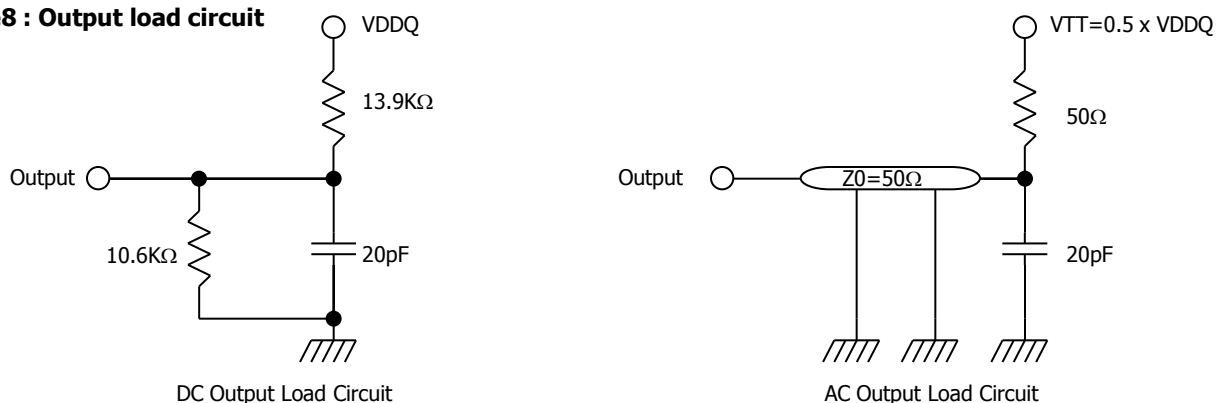 8 : Output load circuit
VDDQ
13.9KΩ
Output
10.6KΩ
20pF
DC Output Load Circuit
VTT=0.5 x VDDQ
50Ω
Output
Z0=50Ω
20pF
AC Output Load Circuit